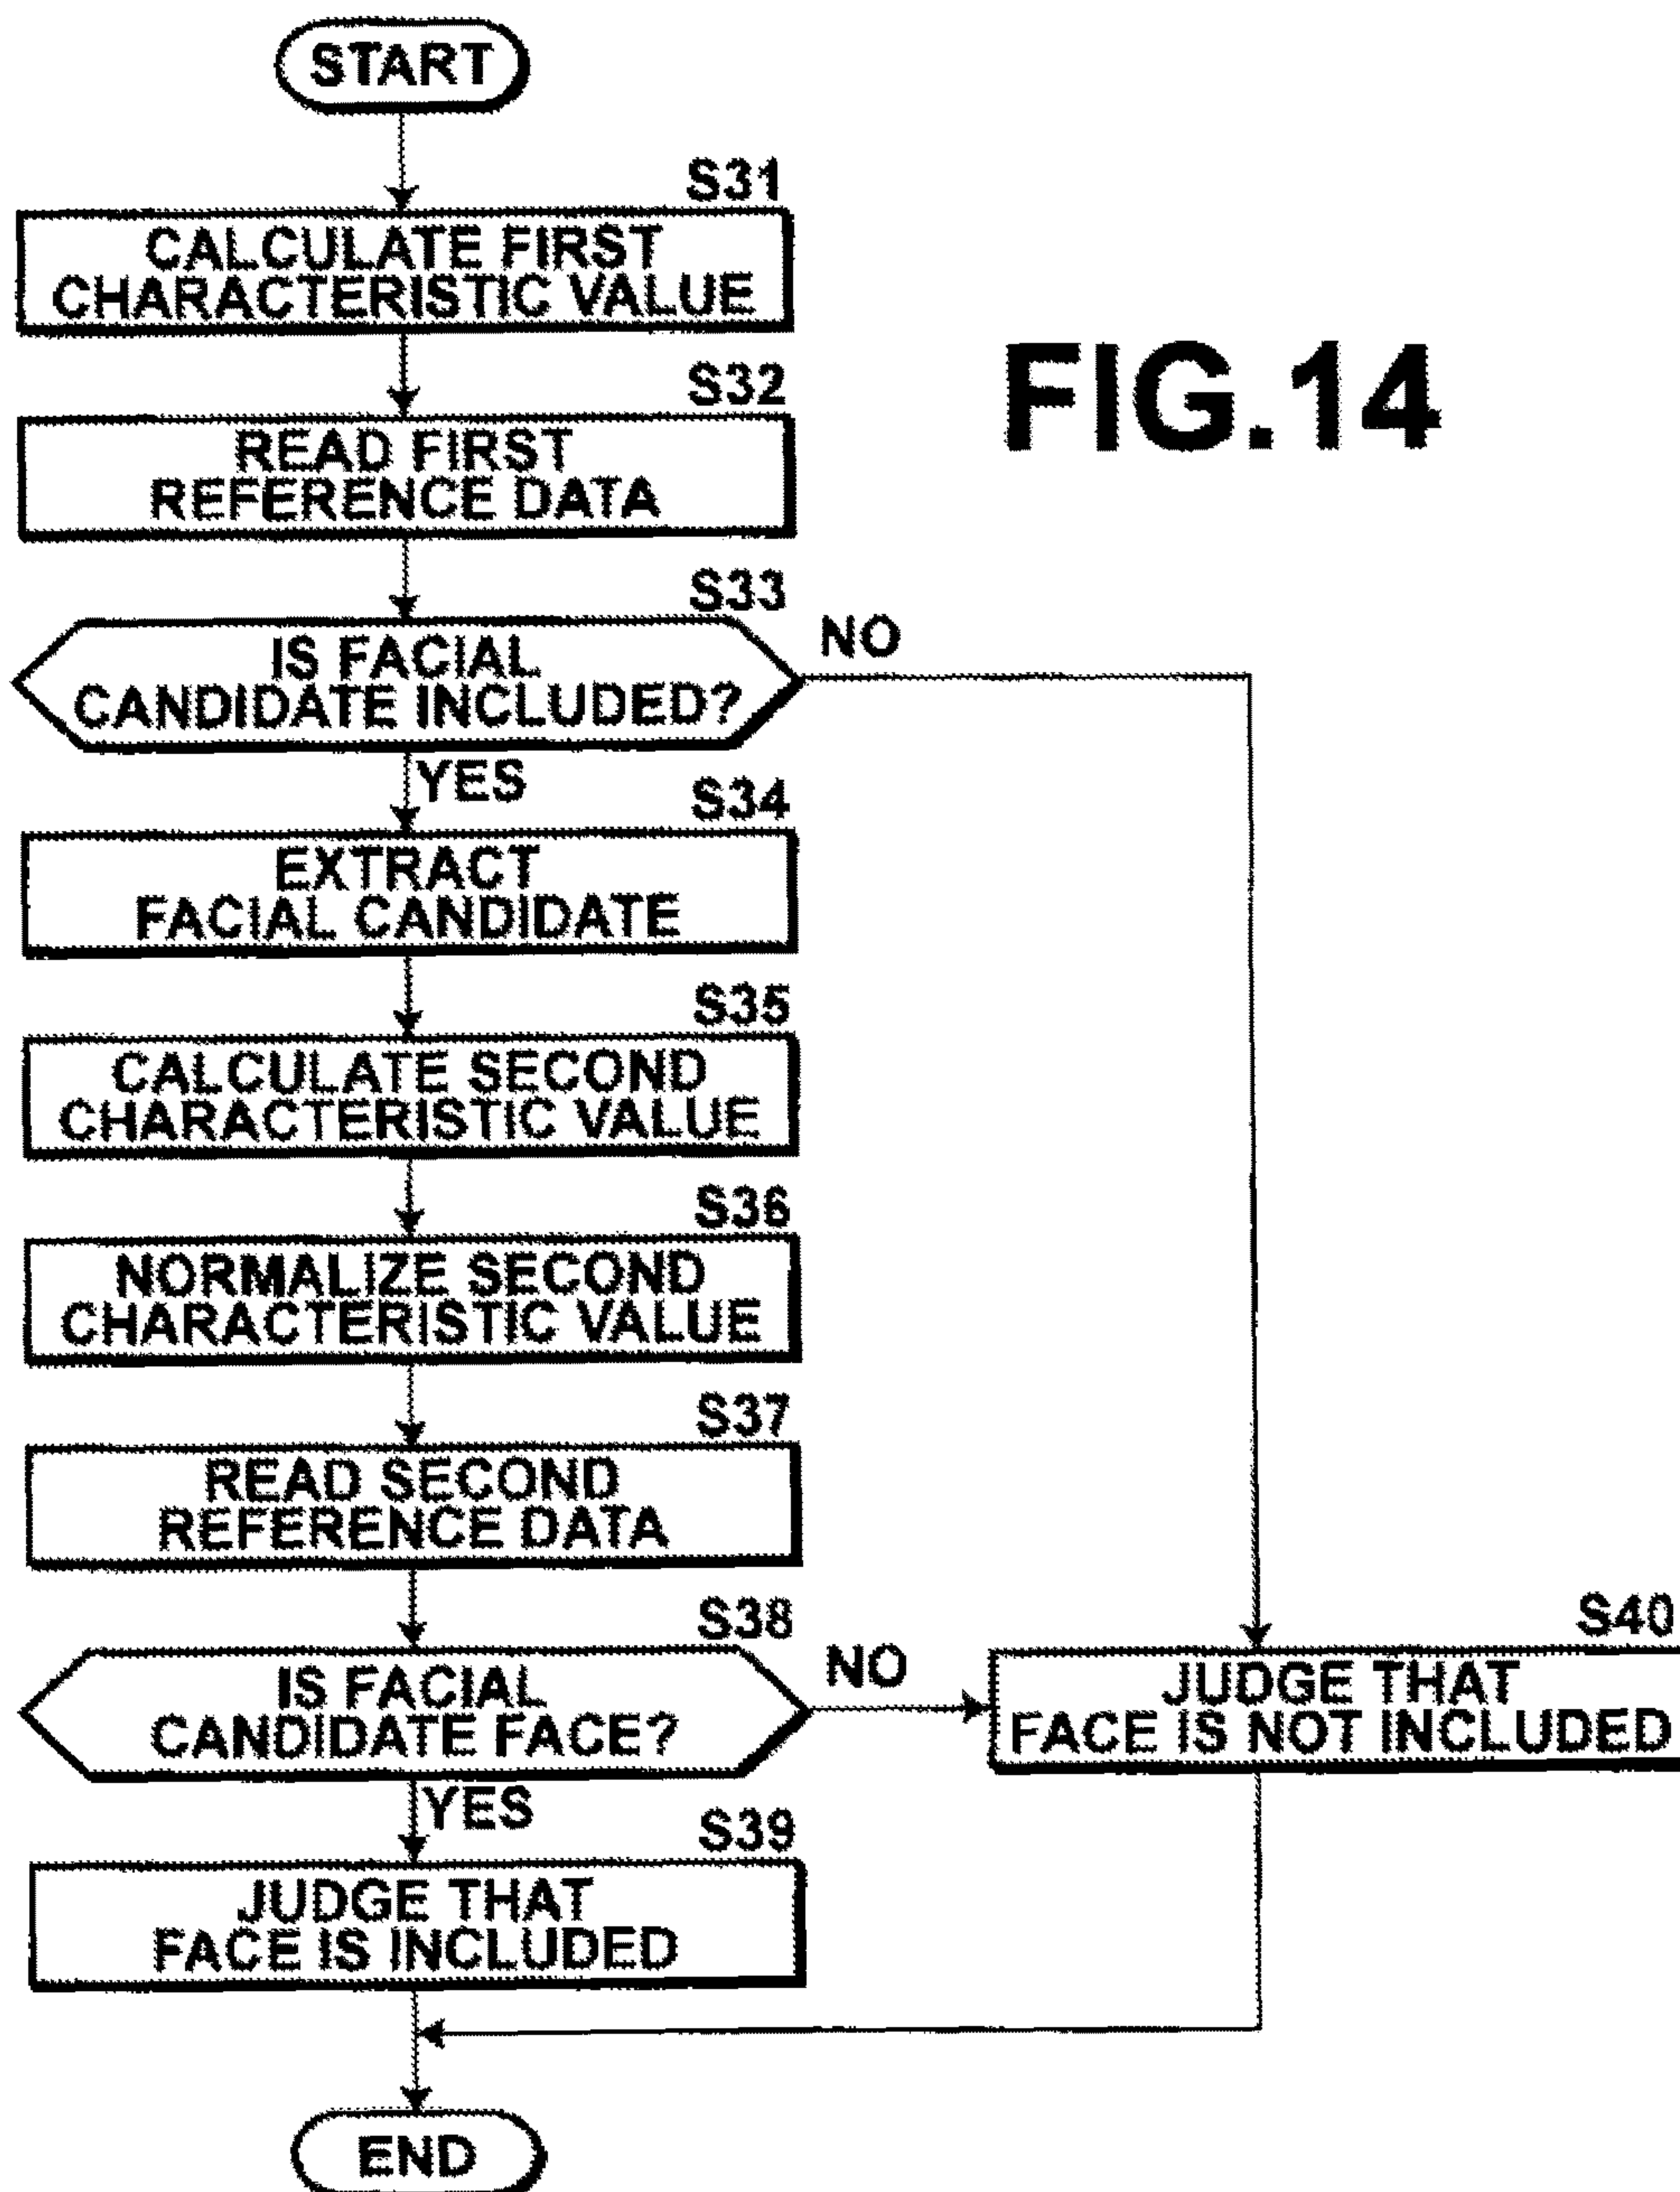 START
S31
CALCULATE FIRST
CHARACTERISTIC VALUE
FIG.14
S32
READ FIRST
REFERENCE DATA
S33
IS FACIAL
CANDIDATE INCLUDED?
NO
YES
S34
EXTRACT
FACIAL CANDIDATE
S35
CALCULATE SECOND
CHARACTERISTIC VALUE
S36
NORMALIZE SECOND
CHARACTERISTIC VALUE
S37
READ SECOND
REFERENCE DATA
S38
IS FACIAL
CANDIDATE FACE?
NO
S40
JUDGE THAT
FACE IS NOT INCLUDED
YES
S39
JUDGE THAT
FACE IS INCLUDED
END